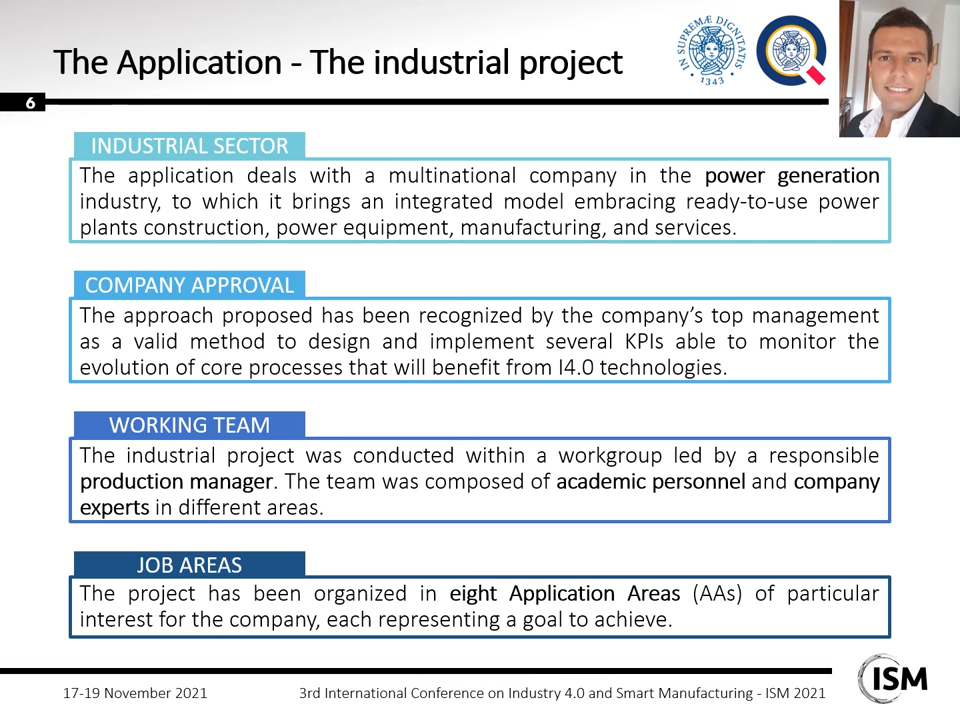 The Application - The industrial project
IN SUPREMÆ DIGNITATIS
· 1343 ·
6
INDUSTRIAL SECTOR
The application deals with a multinational company in the power generation
industry, to which it brings an integrated model embracing ready-to-use power
plants construction, power equipment, manufacturing, and services.
COMPANY APPROVAL
The approach proposed has been recognized by the company’s top management
as a valid method to design and implement several KPIs able to monitor the
evolution of core processes that will benefit from I4.0 technologies.
WORKING TEAM
The industrial project was conducted within a workgroup led by a responsible
production manager. The team was composed of academic personnel and company
experts in different areas.
JOB AREAS
The project has been organized in eight Application Areas (AAs) of particular
interest for the company, each representing a goal to achieve.
17-19 November 2021
3rd International Conference on Industry 4.0 and Smart Manufacturing - ISM 2021
ISM